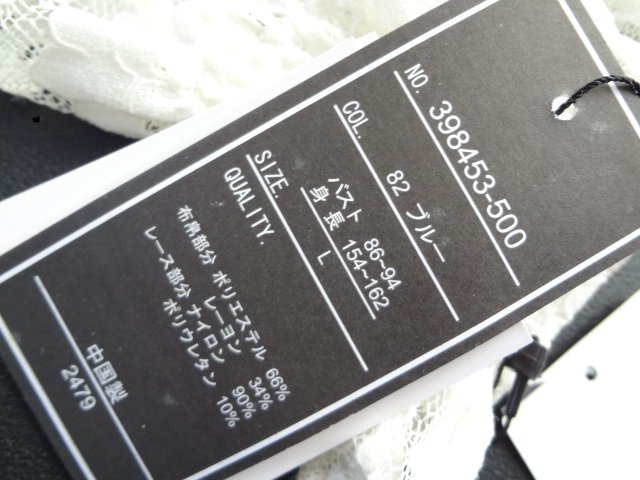 NO. 398453-500
COL. 82 ブルー
SIZE. バスト 86~94
身長 154~162
L
QUALITY.
布帛部分 ポリエステル 66%
レーヨン 34%
レース部分 ナイロン 90%
ポリウレタン 10%
中国製
2479